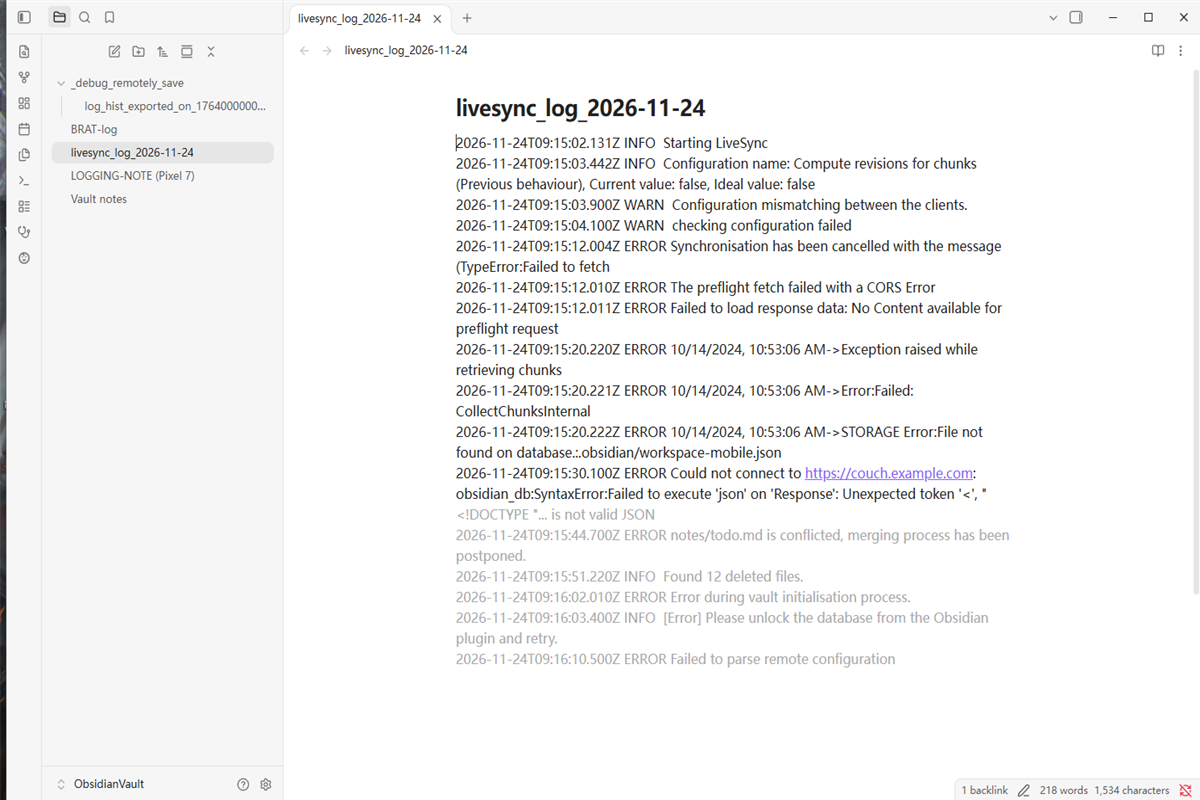 livesync_log_2026-11-24
livesync_log_2026-11-24
_debug_remotely_save
log_hist_exported_on_1764000000...
BRAT-log
livesync_log_2026-11-24
LOGGING-NOTE (Pixel 7)
Vault notes
livesync_log_2026-11-24
2026-11-24T09:15:02.131Z INFO  Starting LiveSync
2026-11-24T09:15:03.442Z INFO  Configuration name: Compute revisions for chunks
(Previous behaviour), Current value: false, Ideal value: false
2026-11-24T09:15:03.900Z WARN  Configuration mismatching between the clients.
2026-11-24T09:15:04.100Z WARN  checking configuration failed
2026-11-24T09:15:12.004Z ERROR Synchronisation has been cancelled with the message
(TypeError:Failed to fetch
2026-11-24T09:15:12.010Z ERROR The preflight fetch failed with a CORS Error
2026-11-24T09:15:12.011Z ERROR Failed to load response data: No Content available for
preflight request
2026-11-24T09:15:20.220Z ERROR 10/14/2024, 10:53:06 AM->Exception raised while
retrieving chunks
2026-11-24T09:15:20.221Z ERROR 10/14/2024, 10:53:06 AM->Error:Failed:
CollectChunksInternal
2026-11-24T09:15:20.222Z ERROR 10/14/2024, 10:53:06 AM->STORAGE Error:File not
found on database.:.obsidian/workspace-mobile.json
2026-11-24T09:15:30.100Z ERROR Could not connect to https://couch.example.com:
obsidian_db:SyntaxError:Failed to execute 'json' on 'Response': Unexpected token '<', "
<!DOCTYPE "... is not valid JSON
2026-11-24T09:15:44.700Z ERROR notes/todo.md is conflicted, merging process has been
postponed.
2026-11-24T09:15:51.220Z INFO  Found 12 deleted files.
2026-11-24T09:16:02.010Z ERROR Error during vault initialisation process.
2026-11-24T09:16:03.400Z INFO  [Error] Please unlock the database from the Obsidian
plugin and retry.
2026-11-24T09:16:10.500Z ERROR Failed to parse remote configuration
ObsidianVault
1 backlink
218 words
1,534 characters